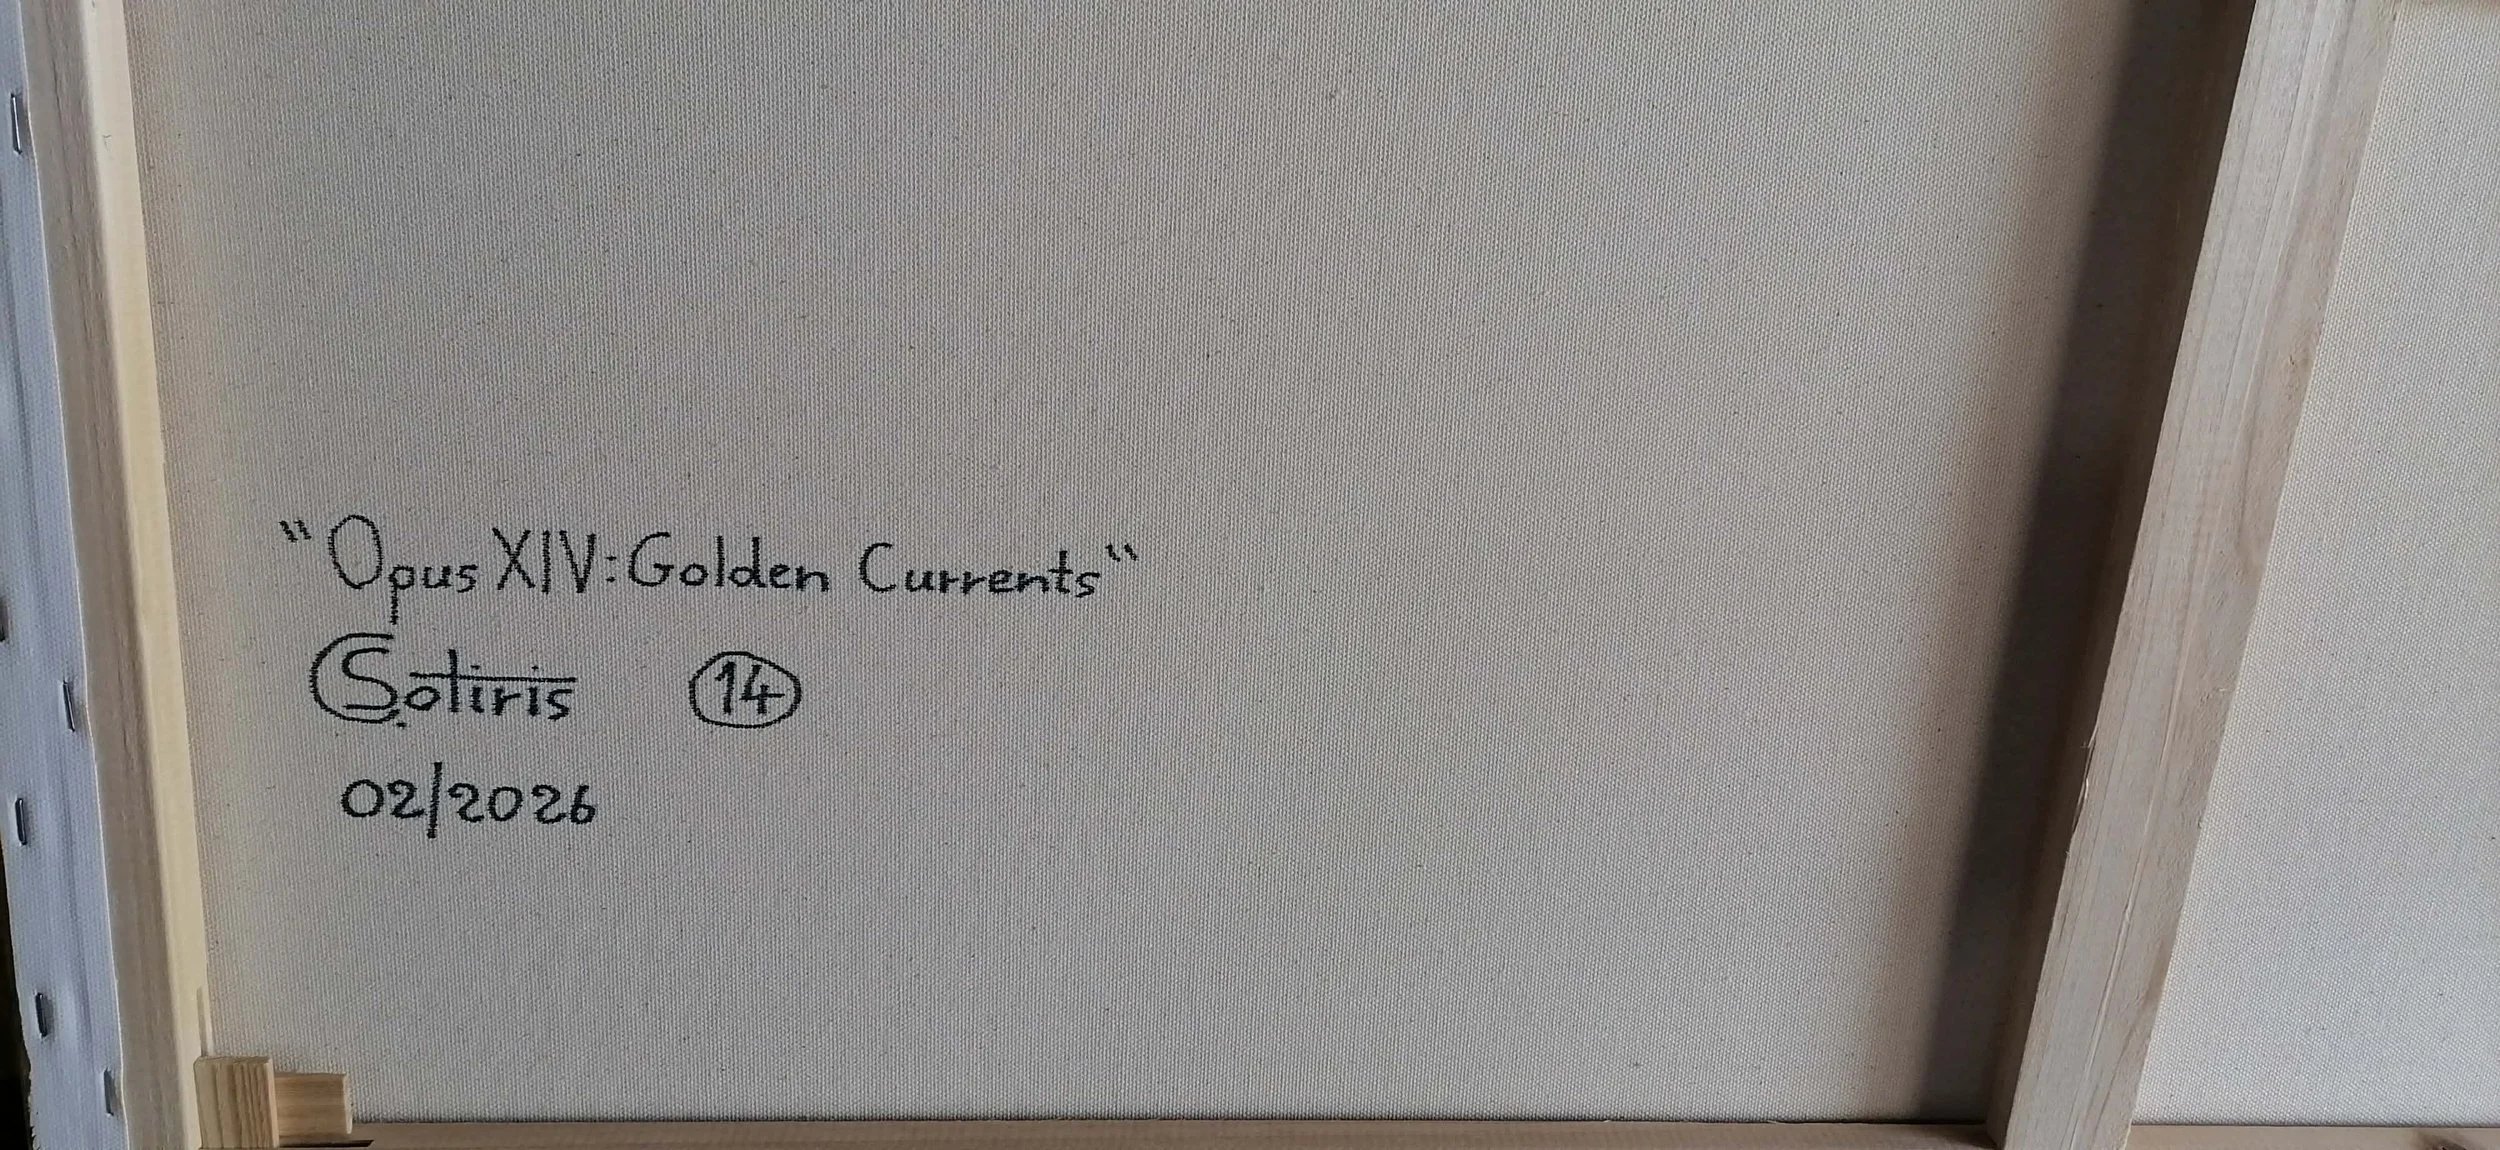 "Opus XIV: Golden Currents"
Sotiris 14
02/2026